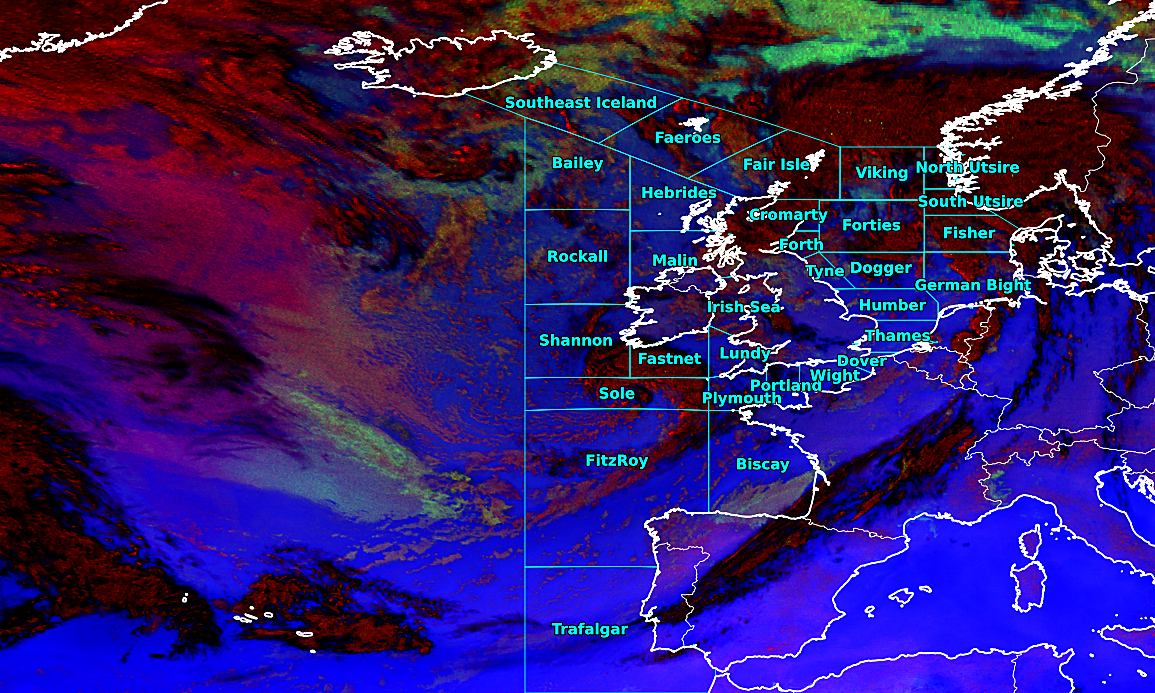 Southeast Iceland
Faeroes
Bailey
Fair Isle
Viking
North Utsire
Hebrides
South Utsire
Cromarty
Forties
Fisher
Forth
Rockall
Malin
Tyne
Dogger
German Bight
Irish Sea
Humber
Thames
Shannon
Fastnet
Lundy
Dover
Wight
Portland
Sole
Plymouth
FitzRoy
Biscay
Trafalgar